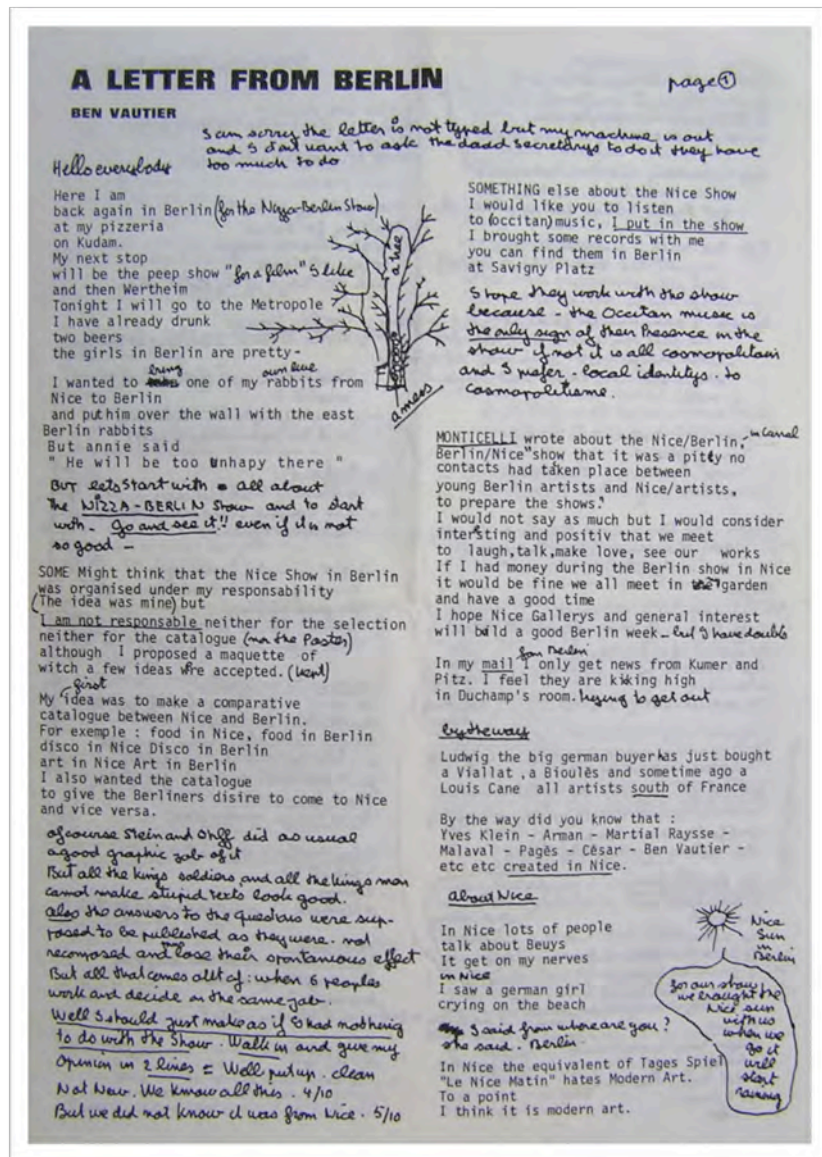 A LETTER FROM BERLIN
page 1
BEN VAUTIER
I am sorry the letter is not typed but my machine is out
and I dont want to ask the daad secretarys to do it they have
too much to do
Hello everybody
Here I am
back again in Berlin (for the Nizza-Berlin Show)
at my pizzeria
on Kudam.
My next stop
will be the peep show "for a film" I like
and then Wertheim
Tonight I will go to the Metropole
I have already drunk
two beers
the girls in Berlin are pretty-
I wanted to bring one of my own live rabbits from
Nice to Berlin
and put him over the wall with the east
Berlin rabbits
But annie said
" He will be too unhapy there "
a tree
a mess
But lets start with all about
the NIZZA-BERLIN Show and to start
with - Go and see it!! even if it is not
so good -
SOME Might think that the Nice Show in Berlin
was organised under my responsability
(The idea was mine) but
I am not responsable neither for the selection
neither for the catalogue (nor the Poster)
although I proposed a maquette of
witch a few ideas were accepted. (kept)
My first idea was to make a comparative
catalogue between Nice and Berlin.
For exemple : food in Nice, food in Berlin
disco in Nice Disco in Berlin
art in Nice Art in Berlin
I also wanted the catalogue
to give the Berliners disire to come to Nice
and vice versa.
of course Stein and Ohff did as usual
a good graphic job of it
But all the kings soldiers and all the kings men
cannot make stupid texts look good.
also the answers to the questions were sup-
posed to be published as they were. not
recomposed and lose their spontaneous effect
But all that comes out of : when 6 peoples
work and decide on the same job.
Well I should just make as if I had nothing
to do with the Show. Walk in and give my
Opinion in 2 lines = Well put up. clean
Not New. We know all this. 4/10
But we did not know it was from Nice. 5/10
SOMETHING else about the Nice Show
I would like you to listen
to (occitan) music, I put in the show
I brought some records with me
you can find them in Berlin
at Savigny Platz
I hope they work with the show
because - the Occitan music is
the only sign of their Presence in the
show if not it is all cosmopolitain
and I prefer - local identitys - to
cosmopolitisme.
MONTICELLI wrote about the Nice/Berlin, " in Canal
Berlin/Nice" show that it was a pitty no
contacts had taken place between
young Berlin artists and Nice/artists,
to prepare the shows."
I would not say as much but I would consider
intersting and positiv that we meet
to laugh,talk,make love, see our works
If I had money during the Berlin show in Nice
it would be fine we all meet in garden
and have a good time
I hope Nice Gallerys and general interest
will build a good Berlin week - but I have doubts
In my mail from Berlin I only get news from Kumer and
Pitz. I feel they are kiking high
in Duchamp's room. trying to get out
by the way
Ludwig the big german buyer has just bought
a Viallat ,a Bioulès and sometime ago a
Louis Cane all artists south of France
By the way did you know that :
Yves Klein - Arman - Martial Raysse -
Malaval - Pagès - César - Ben Vautier -
etc etc created in Nice.
about Nice
In Nice lots of people
talk about Beuys
It get on my nerves
in Nice
I saw a german girl
crying on the beach
I said from where are you?
she said. Berlin.
In Nice the equivalent of Tages Spiel
"Le Nice Matin" hates Modern Art.
To a point
I think it is modern art.
Nice
Sun
in
Berlin
for our show
we brought the
Nice sun
with us
when we
go it
will
start
raining